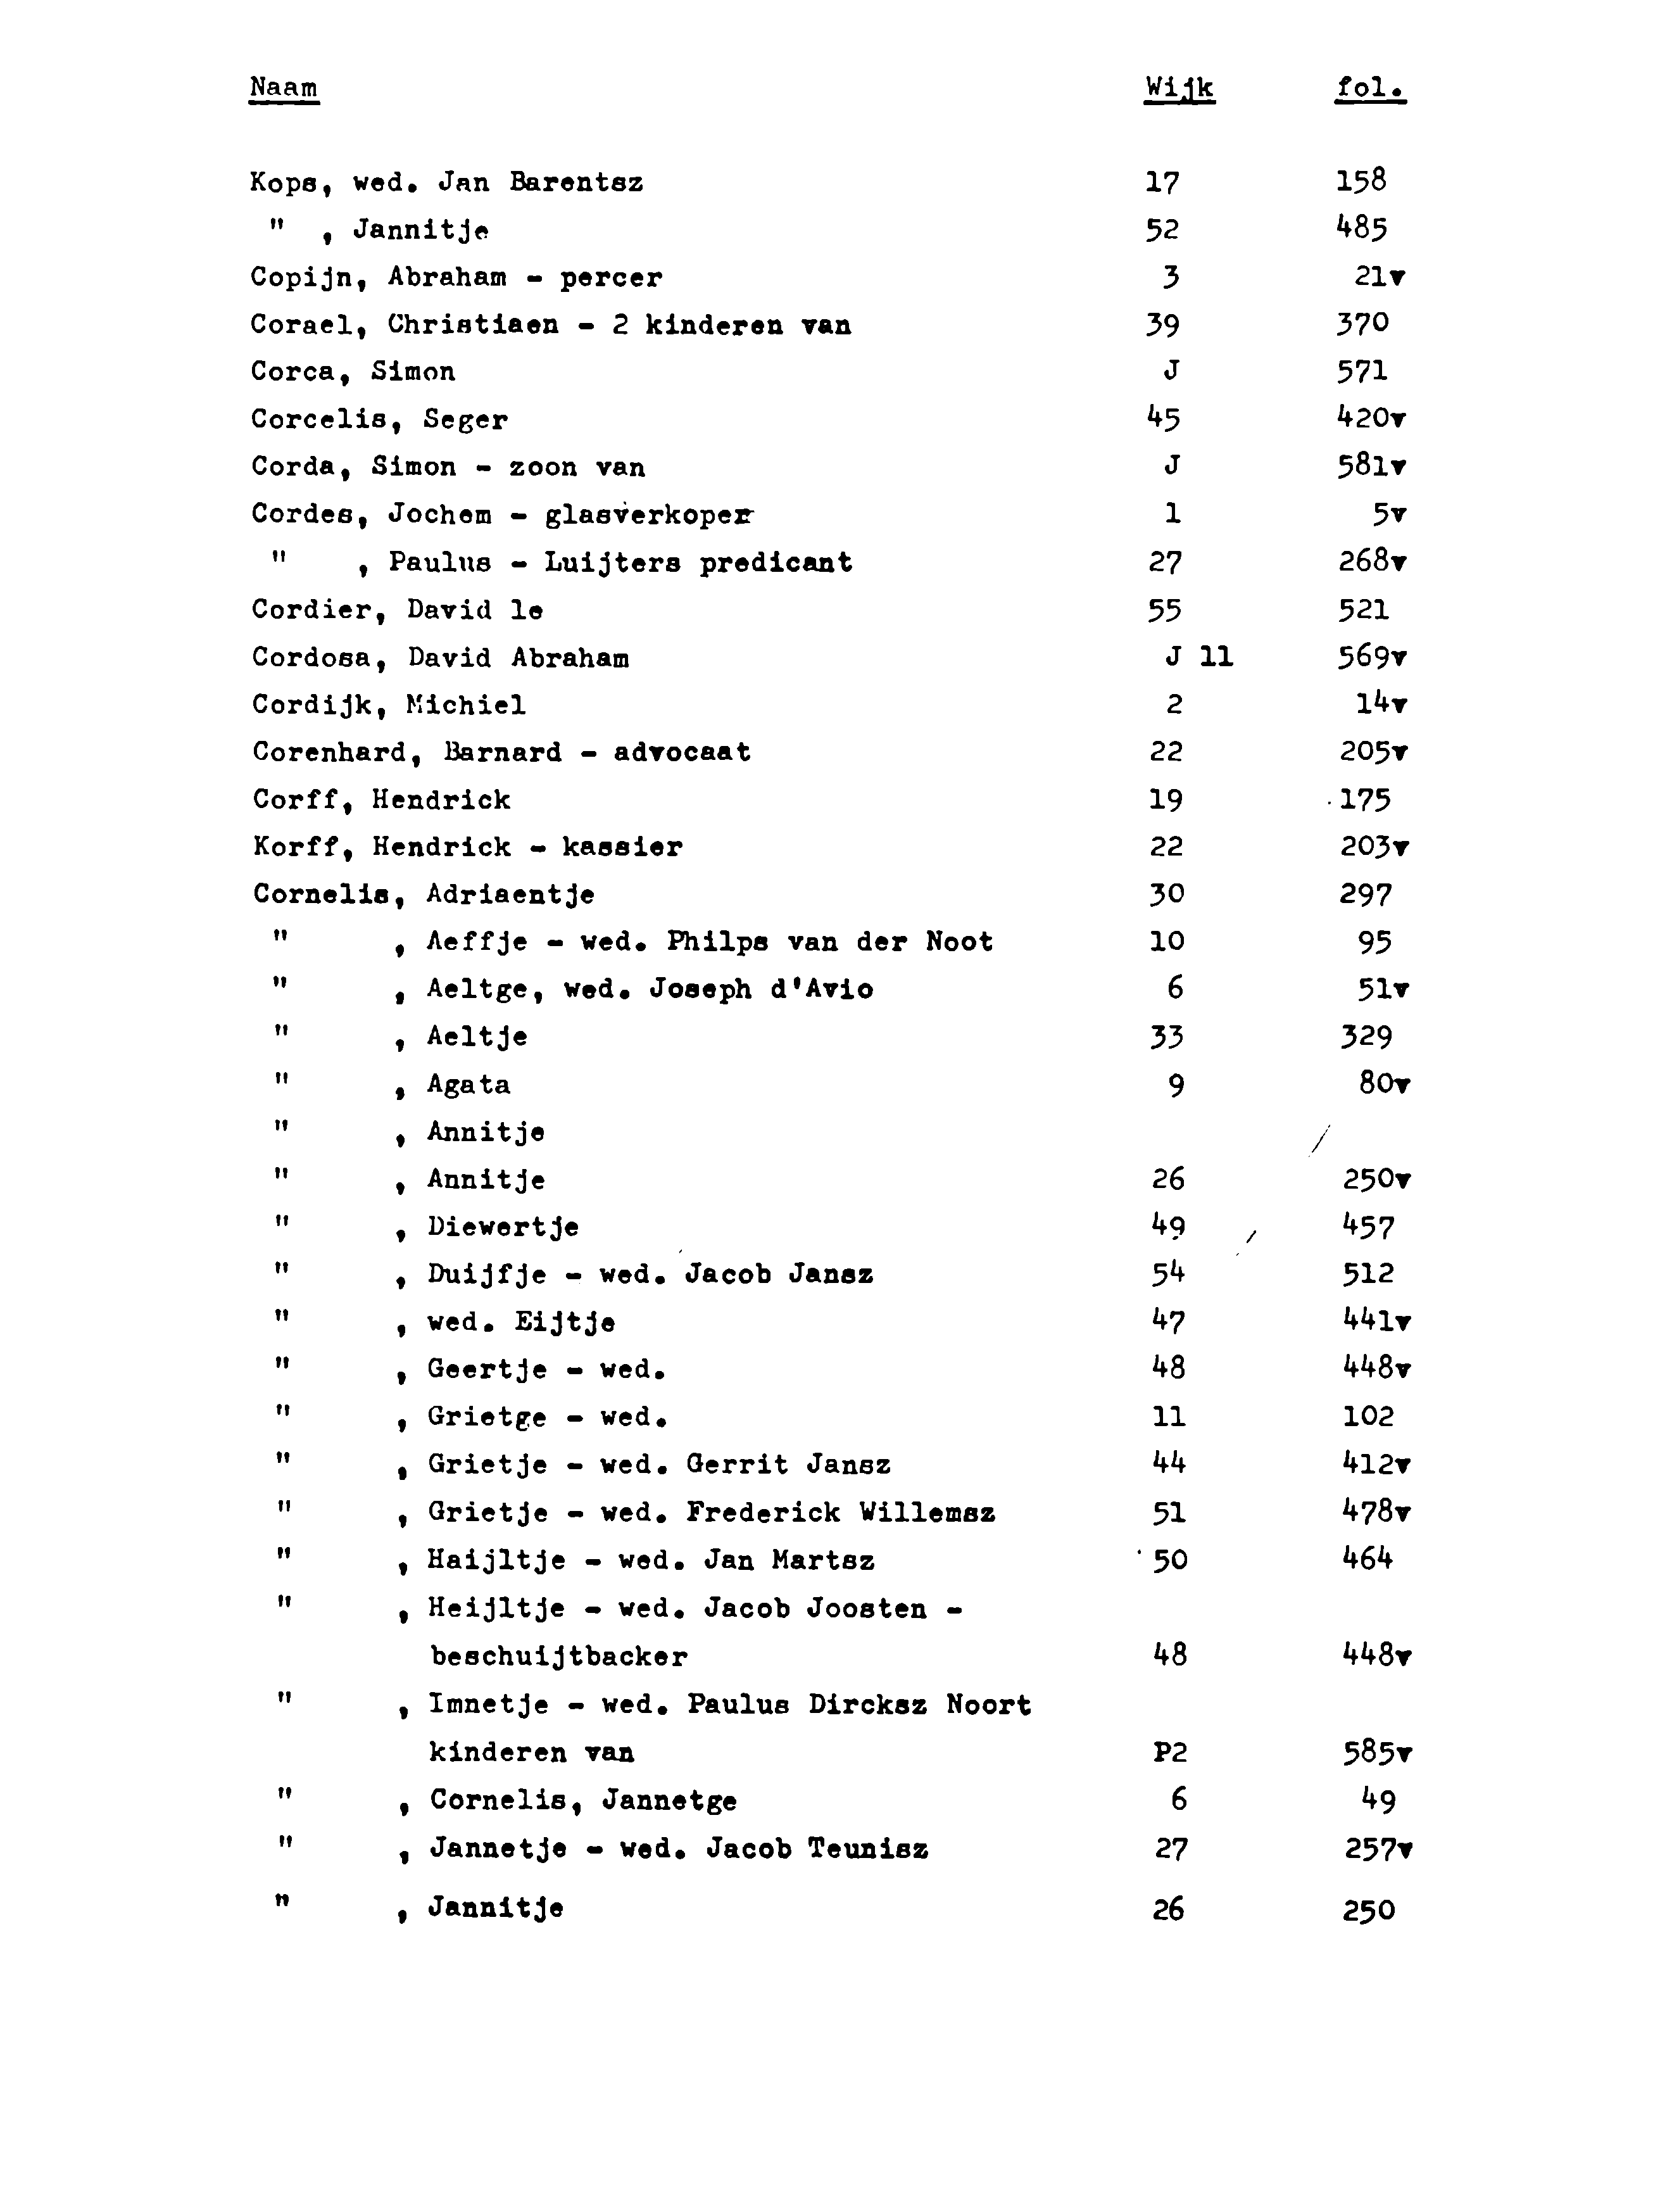 Naam Wijk fol.
Kops, wed. Jan Barentsz 17 158
" , Jannitje 52 485
Copijn, Abraham - percer 3 21v
Corael, Christiaen - 2 kinderen van 39 370
Corca, Simon J 571
Corcelis, Seger 45 420v
Corda, Simon - zoon van J 581v
Cordes, Jochem - glasverkoper 1 5v
" , Paulus - Luijters predicant 27 268v
Cordier, David le 55 521
Cordosa, David Abraham J 11 569v
Cordijk, Michiel 2 14v
Corenhard, Barnard - advocaat 22 205v
Corff, Hendrick 19 175
Korff, Hendrick - kassier 22 203v
Cornelis, Adriaentje 30 297
" , Aeffje - wed. Philps van der Noot 10 95
" , Aeltge, wed. Joseph d'Avio 6 51v
" , Aeltje 33 329
" , Agata 9 80v
" , Annitje
" , Annitje 26 250v
" , Diewertje 49 457
" , Duijfje - wed. Jacob Jansz 54 512
" , wed. Eijtje 47 441v
" , Geertje - wed. 48 448v
" , Grietge - wed. 11 102
" , Grietje - wed. Gerrit Jansz 44 412v
" , Grietje - wed. Frederick Willemsz 51 478v
" , Haijltje - wed. Jan Martsz 50 464
" , Heijltje - wed. Jacob Joosten -
beschuijtbacker 48 448v
" , Imnetje - wed. Paulus Dircksz Noort
kinderen van P2 585v
" , Cornelis, Jannetge 6 49
" , Jannetje - wed. Jacob Teunisz 27 257v
" , Jannitje 26 250